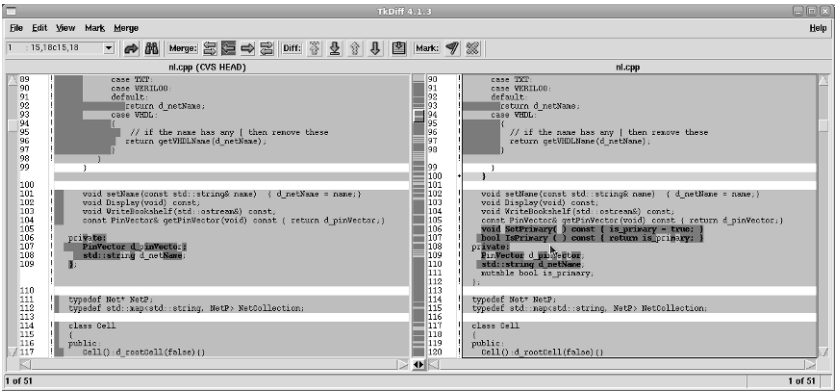 TkDiff 4.1.3
File Edit View Mark Merge Help
1 : 15,18c15,18 Merge: Diff: Mark:
nl.cpp (CVS HEAD)
89 case TXT:
90 case VERILOG:
91 default:
92 return d_netName;
93 case VHDL:
94 {
95 // if the name has any [ then remove these
96 return getVHDLName(d_netName);
97 }
98 }
99 }
100
101 void setName(const std::string& name) { d_netName = name;}
102 void Display(void) const;
103 void WriteBookshelf(std::ostream&) const;
104 const PinVector& getPinVector(void) const { return d_pinVector;}
105
106 private:
107 PinVector d_pinVector;
108 std::string d_netName;
109 };
110
111 typedef Net* NetP;
112 typedef std::map<std::string, NetP> NetCollection;
113
114 class Cell
115 {
116 public:
117 Cell():d_rootCell(false){}
nl.cpp
90 case TXT:
91 case VERILOG:
92 default:
93 return d_netName;
94 case VHDL:
95 {
96 // if the name has any [ then remove these
97 return getVHDLName(d_netName);
98 }
99 }
100 }
101
102 void setName(const std::string& name) { d_netName = name;}
103 void Display(void) const;
104 void WriteBookshelf(std::ostream&) const;
105 const PinVector& getPinVector(void) const { return d_pinVector;}
106 void SetPrimary( ) const { is_primary = true; }
107 bool IsPrimary ( ) const { return is_primary; }
108 private:
109 PinVector d_pinVector;
110 std::string d_netName;
111 mutable bool is_primary;
112 };
113
114 typedef Net* NetP;
115 typedef std::map<std::string, NetP> NetCollection;
116
117 class Cell
118 {
119 public:
120 Cell():d_rootCell(false){}
1 of 51 1 of 51